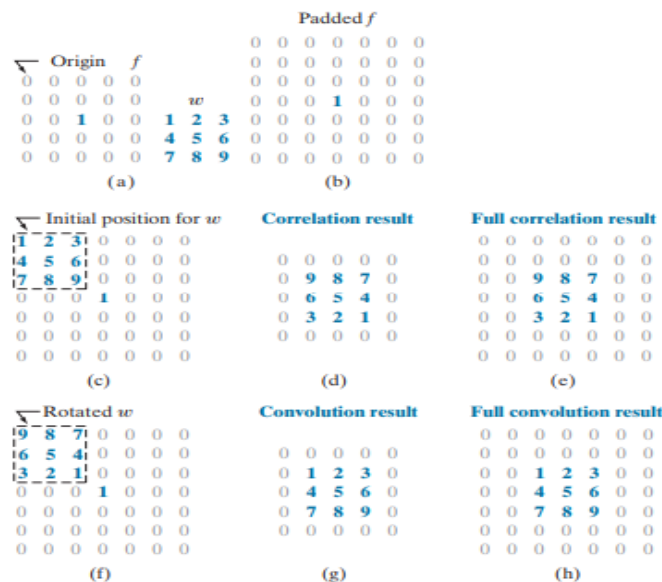 Origin f
0 0 0 0 0
0 0 0 0 0
0 0 1 0 0
0 0 0 0 0
0 0 0 0 0
w
1 2 3
4 5 6
7 8 9
(a)
Padded f
0 0 0 0 0 0 0
0 0 0 0 0 0 0
0 0 0 0 0 0 0
0 0 0 1 0 0 0
0 0 0 0 0 0 0
0 0 0 0 0 0 0
0 0 0 0 0 0 0
(b)
Initial position for w
1 2 3 0 0 0 0
4 5 6 0 0 0 0
7 8 9 0 0 0 0
0 0 0 1 0 0 0
0 0 0 0 0 0 0
0 0 0 0 0 0 0
0 0 0 0 0 0 0
(c)
Correlation result
0 0 0 0 0
0 9 8 7 0
0 6 5 4 0
0 3 2 1 0
0 0 0 0 0
(d)
Full correlation result
0 0 0 0 0 0 0
0 0 0 0 0 0 0
0 0 9 8 7 0 0
0 0 6 5 4 0 0
0 0 3 2 1 0 0
0 0 0 0 0 0 0
0 0 0 0 0 0 0
(e)
Rotated w
9 8 7 0 0 0 0
6 5 4 0 0 0 0
3 2 1 0 0 0 0
0 0 0 1 0 0 0
0 0 0 0 0 0 0
0 0 0 0 0 0 0
0 0 0 0 0 0 0
(f)
Convolution result
0 0 0 0 0
0 1 2 3 0
0 4 5 6 0
0 7 8 9 0
0 0 0 0 0
(g)
Full convolution result
0 0 0 0 0 0 0
0 0 0 0 0 0 0
0 0 1 2 3 0 0
0 0 4 5 6 0 0
0 0 7 8 9 0 0
0 0 0 0 0 0 0
0 0 0 0 0 0 0
(h)